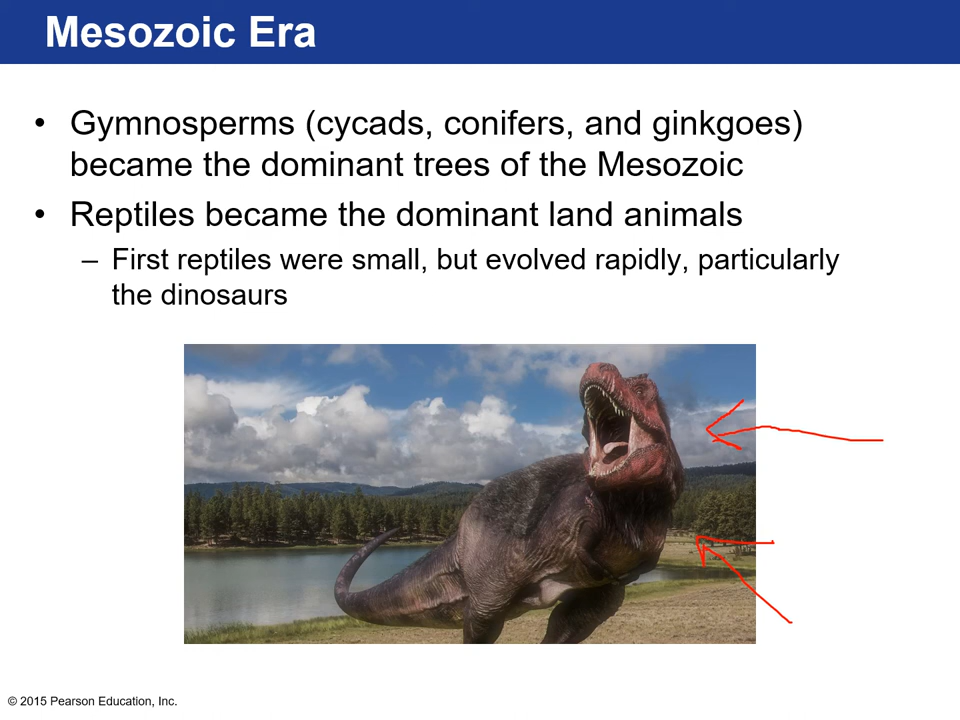 Mesozoic Era
• Gymnosperms (cycads, conifers, and ginkgoes)
became the dominant trees of the Mesozoic
• Reptiles became the dominant land animals
– First reptiles were small, but evolved rapidly, particularly
the dinosaurs
© 2015 Pearson Education, Inc.